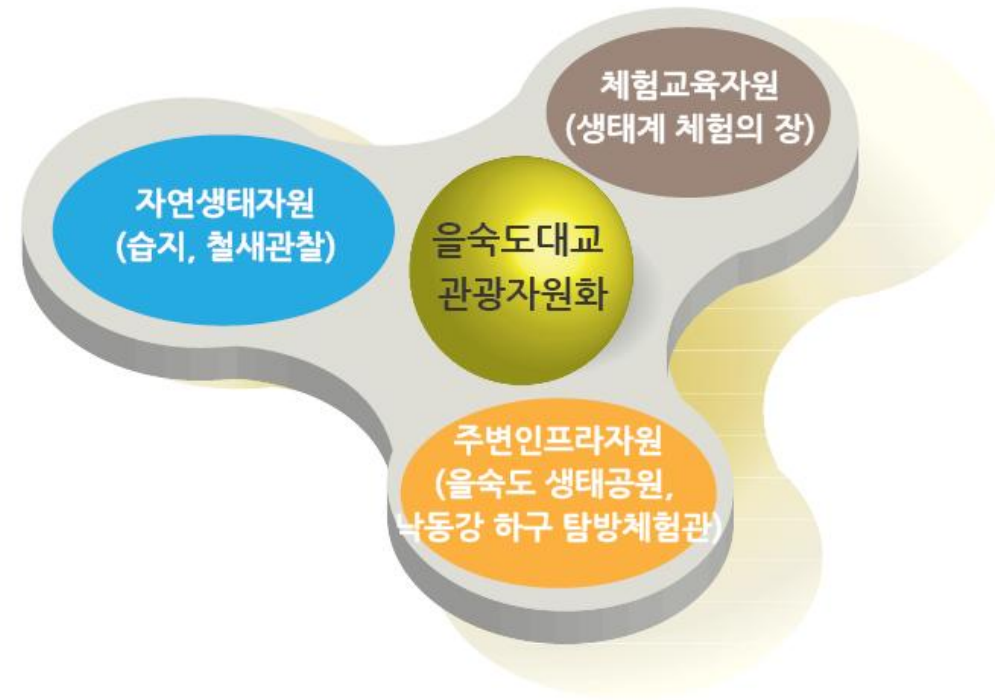 체험교육자원
(생태계 체험의 장)
자연생태자원
(습지, 철새관찰)
을숙도대교
관광자원화
주변인프라자원
(을숙도 생태공원,
낙동강 하구 탐방체험관)